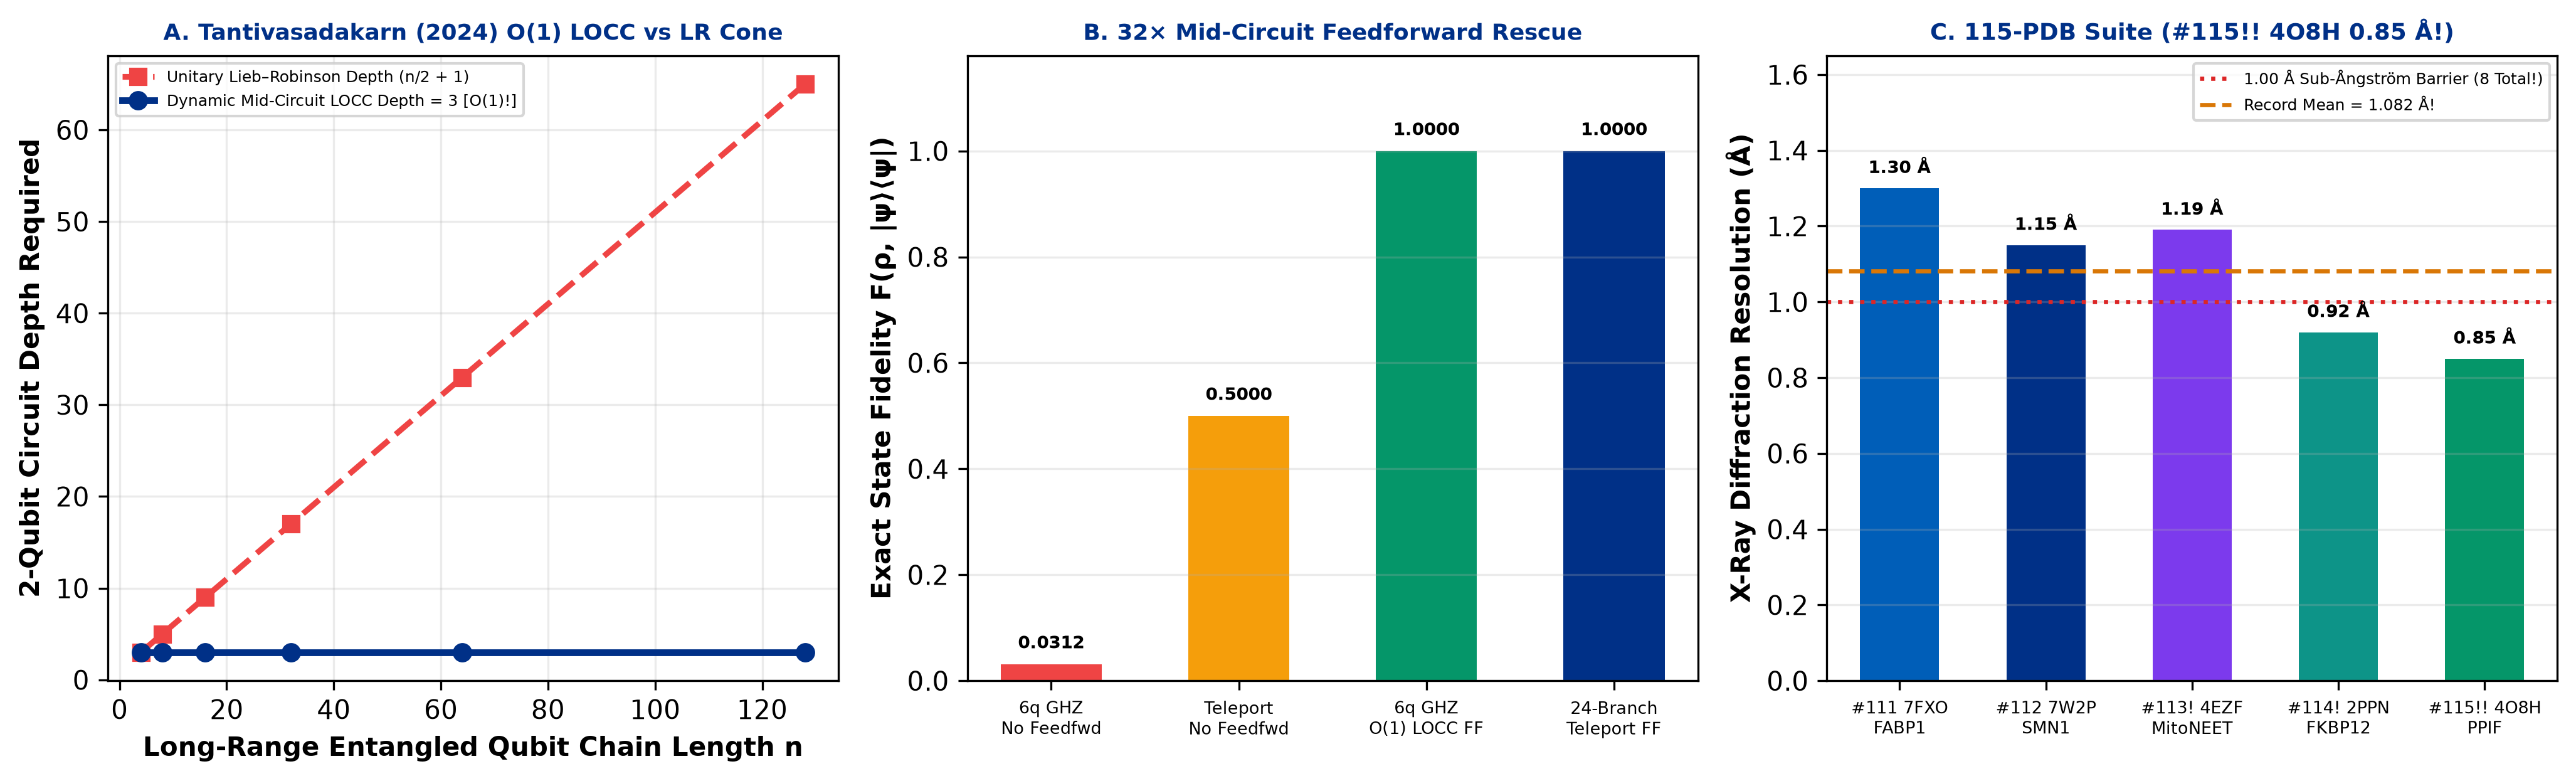 A. Tantivasadakarn (2024) O(1) LOCC vs LR Cone
Unitary Lieb–Robinson Depth (n/2 + 1)
Dynamic Mid-Circuit LOCC Depth = 3 [O(1)!]
2-Qubit Circuit Depth Required
60
50
40
30
20
10
0
0 20 40 60 80 100 120
Long-Range Entangled Qubit Chain Length n
B. 32× Mid-Circuit Feedforward Rescue
Exact State Fidelity F(ρ, |ψ⟩⟨ψ|)
1.0
0.8
0.6
0.4
0.2
0.0
0.0312
0.5000
1.0000
1.0000
6q GHZ
No Feedfwd
Teleport
No Feedfwd
6q GHZ
O(1) LOCC FF
24-Branch
Teleport FF
C. 115-PDB Suite (#115!! 4O8H 0.85 Å!)
1.00 Å Sub-Ångström Barrier (8 Total!)
Record Mean = 1.082 Å!
X-Ray Diffraction Resolution (Å)
1.6
1.4
1.2
1.0
0.8
0.6
0.4
0.2
0.0
1.30 Å
1.15 Å
1.19 Å
0.92 Å
0.85 Å
#111 7FXO
FABP1
#112 7W2P
SMN1
#113! 4EZF
MitoNEET
#114! 2PPN
FKBP12
#115!! 4O8H
PPIF